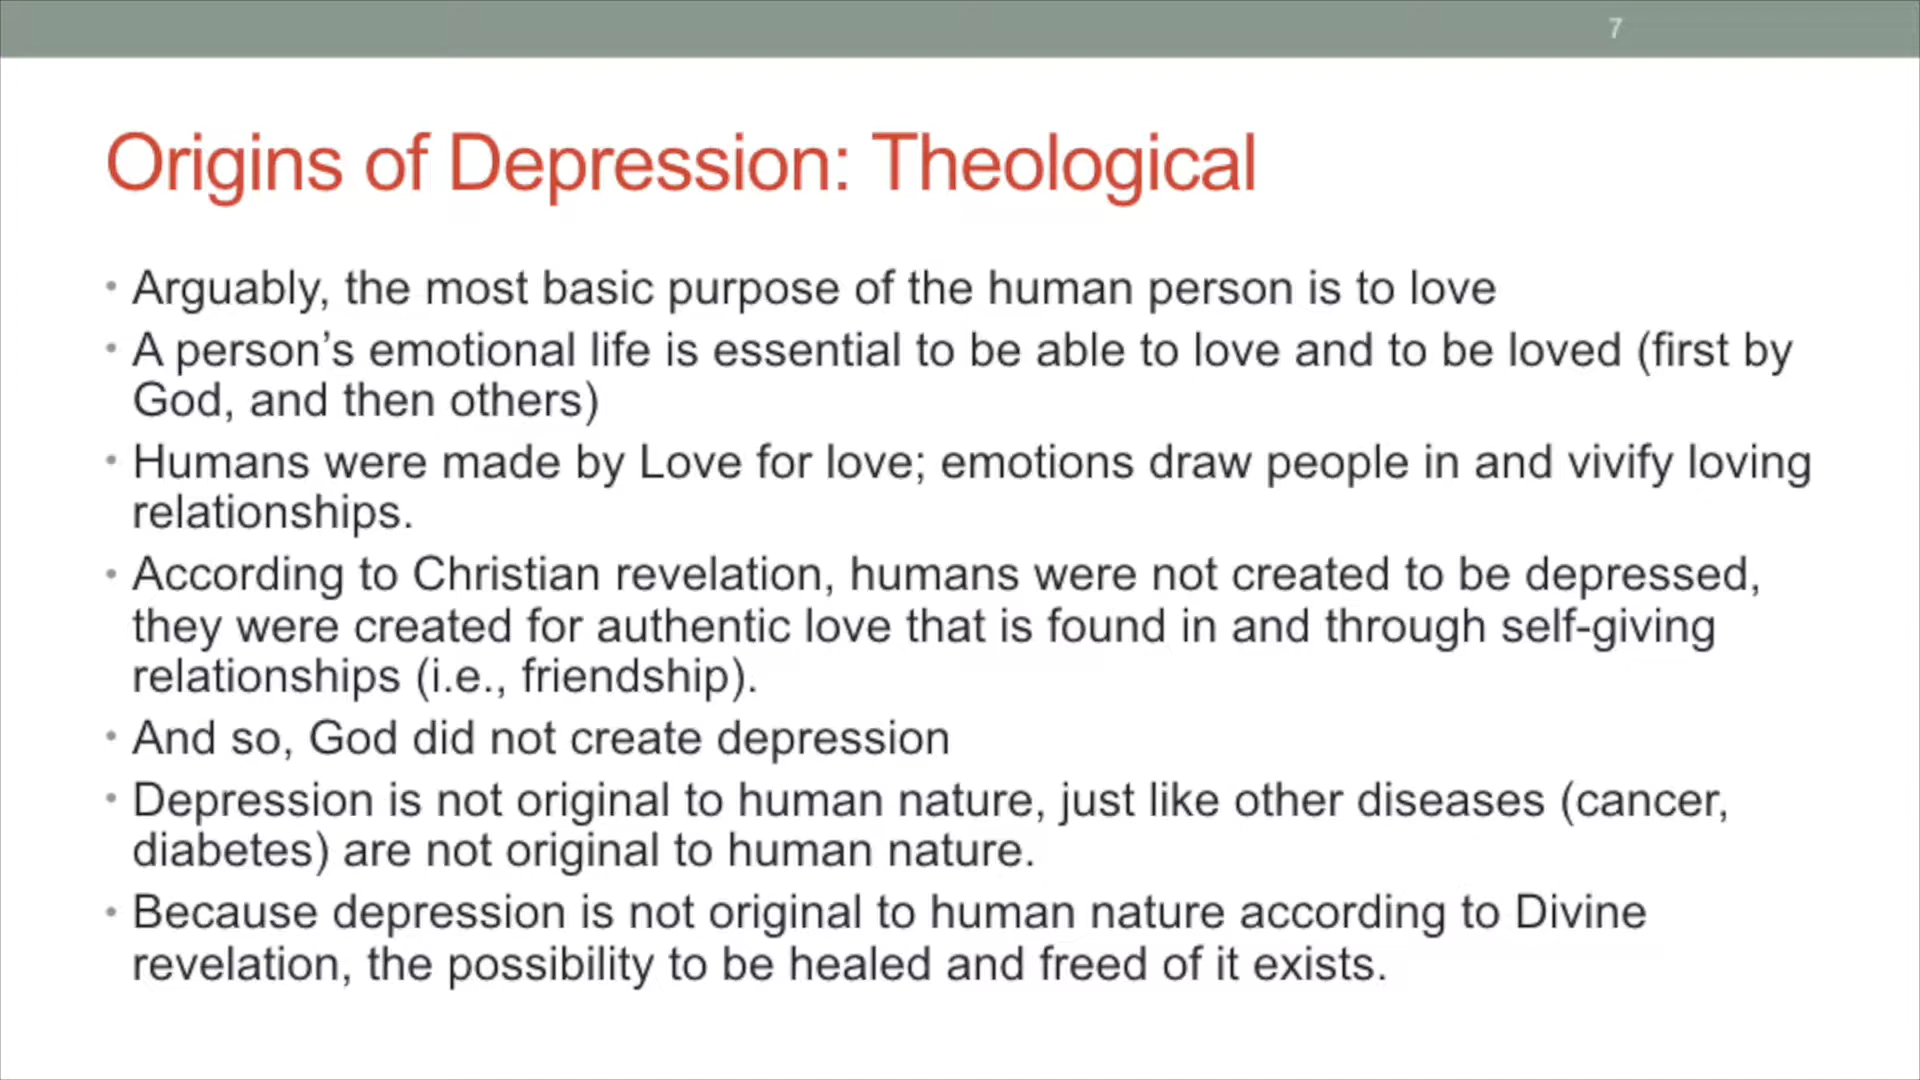 7
Origins of Depression: Theological
• Arguably, the most basic purpose of the human person is to love
• A person’s emotional life is essential to be able to love and to be loved (first by
God, and then others)
• Humans were made by Love for love; emotions draw people in and vivify loving
relationships.
• According to Christian revelation, humans were not created to be depressed,
they were created for authentic love that is found in and through self-giving
relationships (i.e., friendship).
• And so, God did not create depression
• Depression is not original to human nature, just like other diseases (cancer,
diabetes) are not original to human nature.
• Because depression is not original to human nature according to Divine
revelation, the possibility to be healed and freed of it exists.